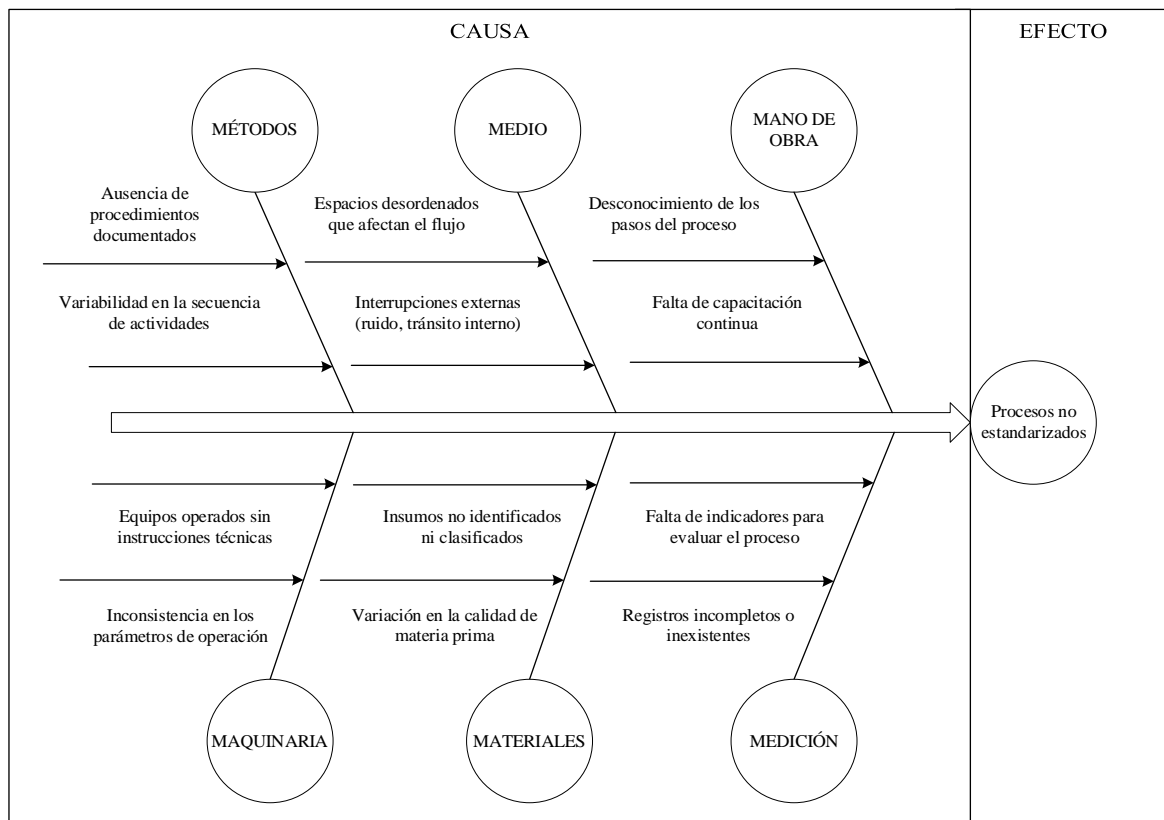 CAUSA
EFECTO
MÉTODOS
MEDIO
MANO DE
OBRA
Ausencia de
procedimientos
documentados
Espacios desordenados
que afectan el flujo
Desconocimiento de los
pasos del proceso
Variabilidad en la secuencia
de actividades
Interrupciones externas
(ruido, tránsito interno)
Falta de capacitación
continua
Procesos no
estandarizados
Equipos operados sin
instrucciones técnicas
Insumos no identificados
ni clasificados
Falta de indicadores para
evaluar el proceso
Inconsistencia en los
parámetros de operación
Variación en la calidad de
materia prima
Registros incompletos o
inexistentes
MAQUINARIA
MATERIALES
MEDICIÓN